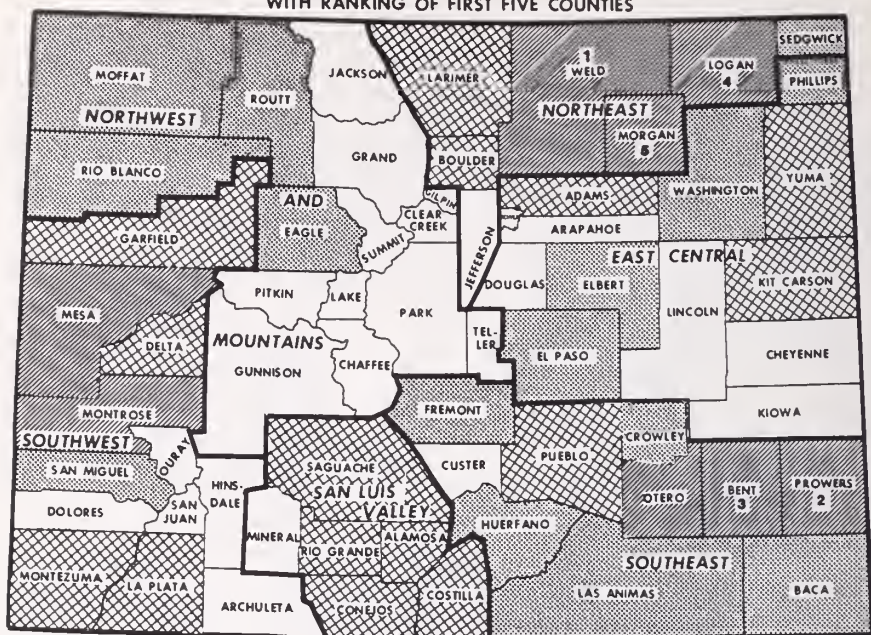 WITH RANKING OF FIRST FIVE COUNTIES
MOFFAT
ROUTT
JACKSON
LARIMER
1
WELD
LOGAN
4
SEDGWICK
PHILLIPS
NORTHWEST
NORTHEAST
MORGAN
5
RIO BLANCO
GRAND
BOULDER
WASHINGTON
YUMA
GARFIELD
AND
EAGLE
SUMMIT
CLEAR
CREEK
GILPIN
JEFFERSON
ADAMS
ARAPAHOE
EAST CENTRAL
DOUGLAS
ELBERT
LINCOLN
KIT CARSON
MESA
PITKIN
LAKE
PARK
TEL-
LER
EL PASO
CHEYENNE
DELTA
MOUNTAINS
GUNNISON
CHAFFEE
FREMONT
KIOWA
MONTROSE
SOUTHWEST
OURAY
SAN MIGUEL
SAGUACHE
CUSTER
PUEBLO
CROWLEY
DOLORES
SAN
JUAN
HINS-
DALE
MINERAL
SAN LUIS
VALLEY
RIO GRANDE
ALAMOSA
HUERFANO
OTERO
BENT
3
PROWERS
2
SOUTHEAST
MONTEZUMA
LA PLATA
ARCHULETA
CONEJOS
COSTILLA
LAS ANIMAS
BACA